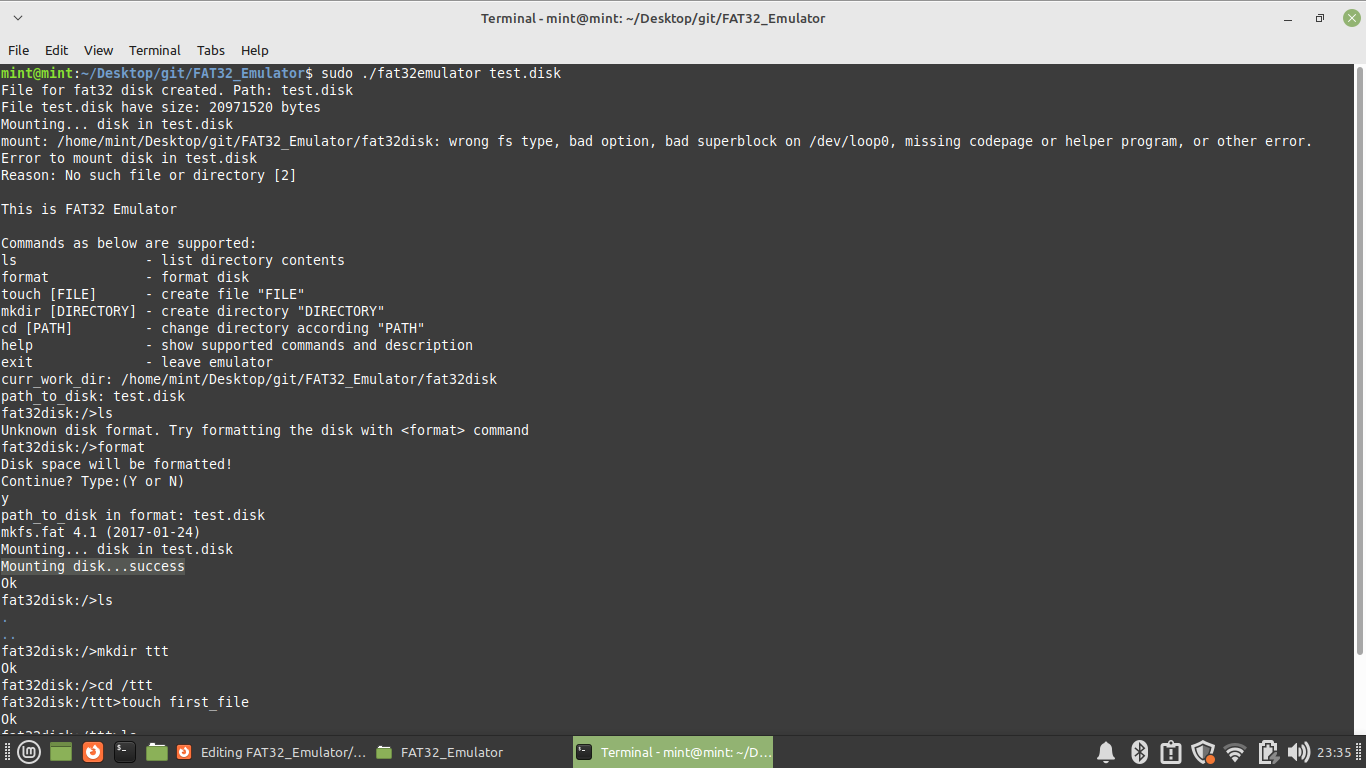 Terminal - mint@mint: ~/Desktop/git/FAT32_Emulator
File Edit View Terminal Tabs Help
mint@mint:~/Desktop/git/FAT32_Emulator$ sudo ./fat32emulator test.disk
File for fat32 disk created. Path: test.disk
File test.disk have size: 20971520 bytes
Mounting... disk in test.disk
mount: /home/mint/Desktop/git/FAT32_Emulator/fat32disk: wrong fs type, bad option, bad superblock on /dev/loop0, missing codepage or helper program, or other error.
Error to mount disk in test.disk
Reason: No such file or directory [2]
This is FAT32 Emulator
Commands as below are supported:
ls - list directory contents
format - format disk
touch [FILE] - create file "FILE"
mkdir [DIRECTORY] - create directory "DIRECTORY"
cd [PATH] - change directory according "PATH"
help - show supported commands and description
exit - leave emulator
curr_work_dir: /home/mint/Desktop/git/FAT32_Emulator/fat32disk
path_to_disk: test.disk
fat32disk:/>ls
Unknown disk format. Try formatting the disk with <format> command
fat32disk:/>format
Disk space will be formatted!
Continue? Type:(Y or N)
y
path_to_disk in format: test.disk
mkfs.fat 4.1 (2017-01-24)
Mounting... disk in test.disk
Mounting disk...success
Ok
fat32disk:/>ls
.
..
fat32disk:/>mkdir ttt
Ok
fat32disk:/>cd /ttt
fat32disk:/ttt>touch first_file
Ok
Editing FAT32_Emulator/... FAT32_Emulator Terminal - mint@mint: ~/D... 23:35